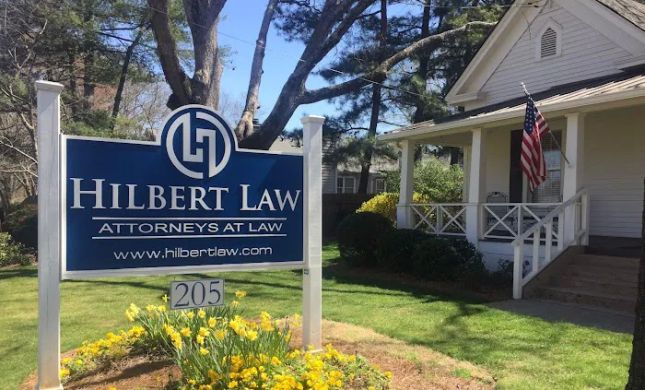 HILBERT LAW
ATTORNEYS AT LAW
www.hilbertlaw.com
205